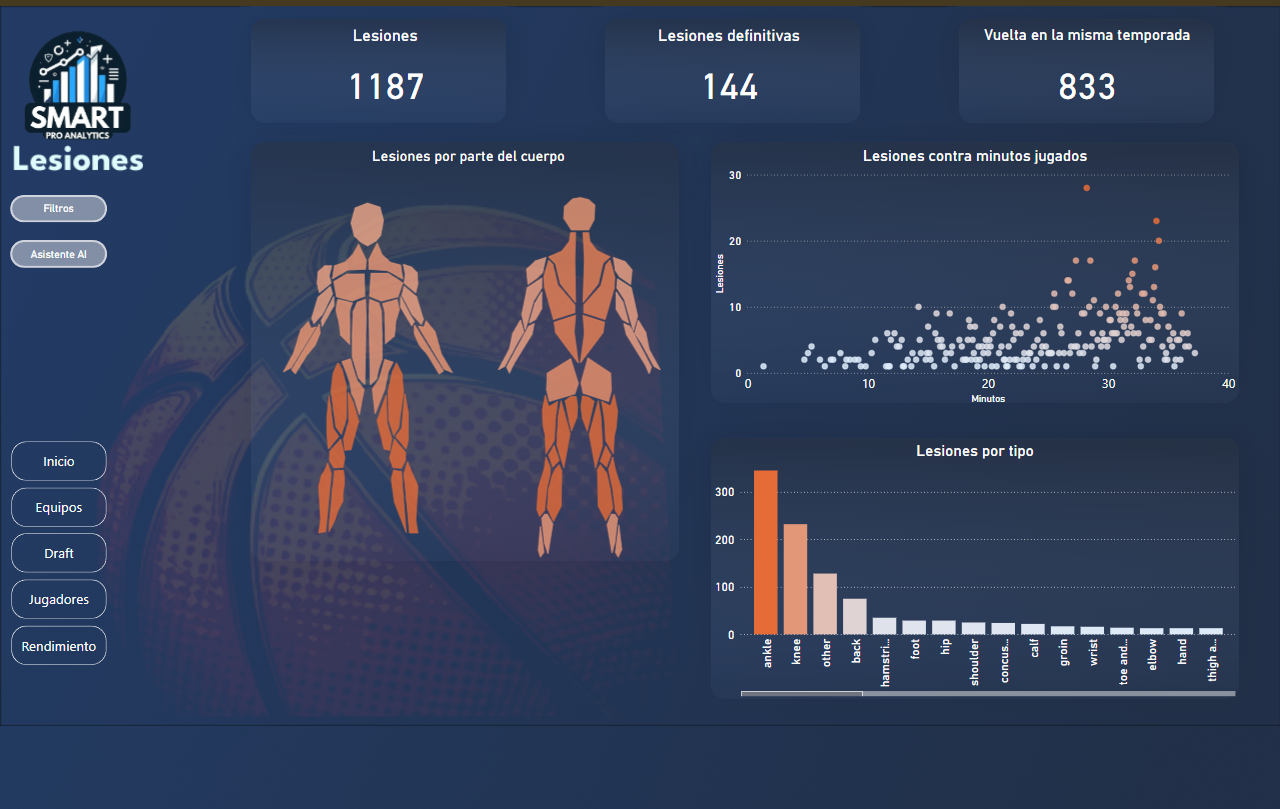 SMART
PRO ANALYTICS
Lesiones
Filtros
Asistente AI
Inicio
Equipos
Draft
Jugadores
Rendimiento
Lesiones
1187
Lesiones definitivas
144
Vuelta en la misma temporada
833
Lesiones por parte del cuerpo
Lesiones contra minutos jugados
Lesiones
30
20
10
0
0 10 20 30 40
Minutos
Lesiones por tipo
300
200
100
0
ankle
knee
other
back
hamstri...
foot
hip
shoulder
concus...
calf
groin
wrist
toe and...
elbow
hand
thigh a...